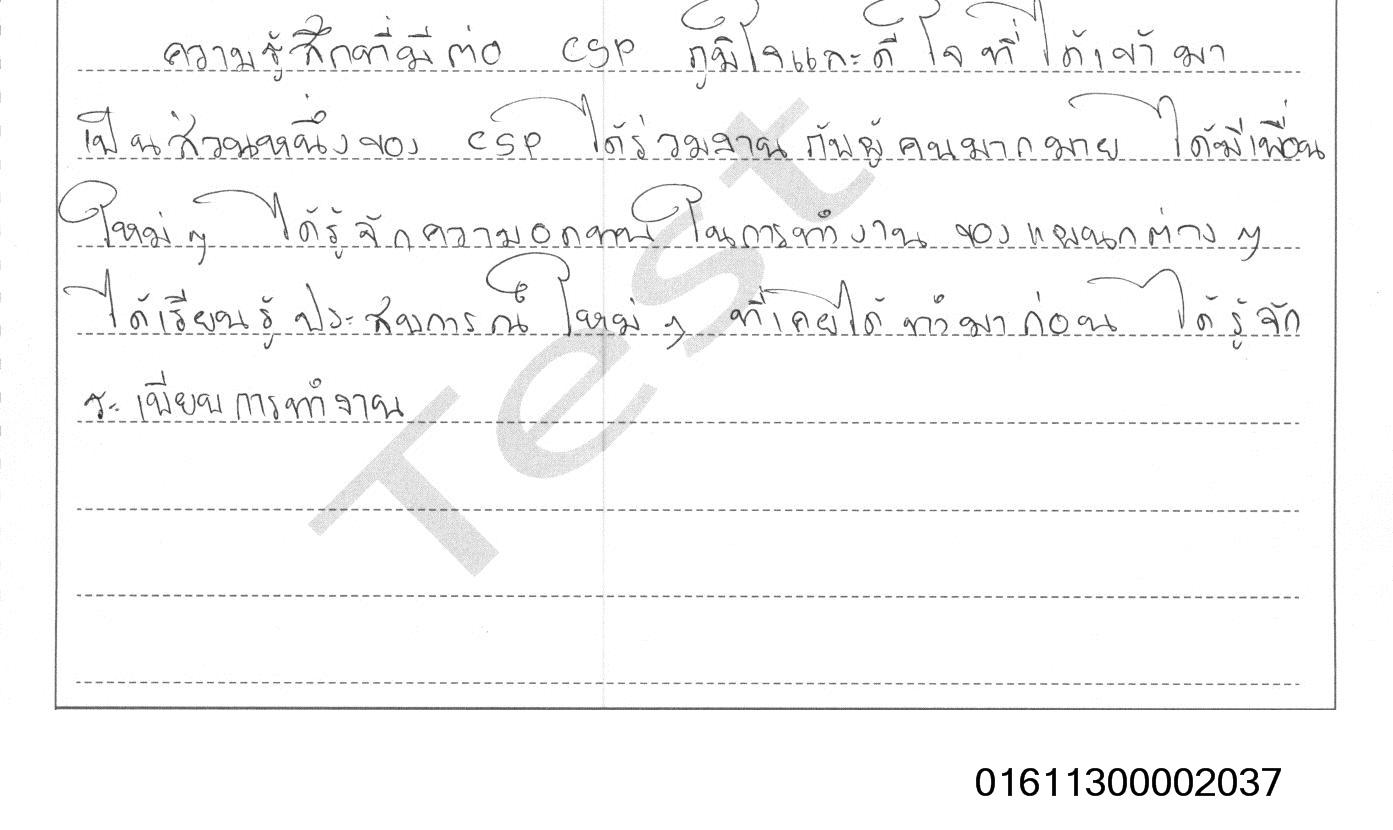 ความรู้สึกที่มีต่อ CSP ภูมิใจและดีใจที่ได้เข้ามา
เป็นส่วนหนึ่งของ CSP ได้ร่วมงานกับผู้คนมากมาย ได้มีเพื่อน
ใหม่ๆ ได้รู้จักความอดทนในการทำงาน ของแผนกต่างๆ
ได้เรียนรู้ประสบการณ์ใหม่ๆ ที่เคยได้ทำมาก่อน ได้รู้จัก
ระเบียบการทำงาน
Test
01611300002037